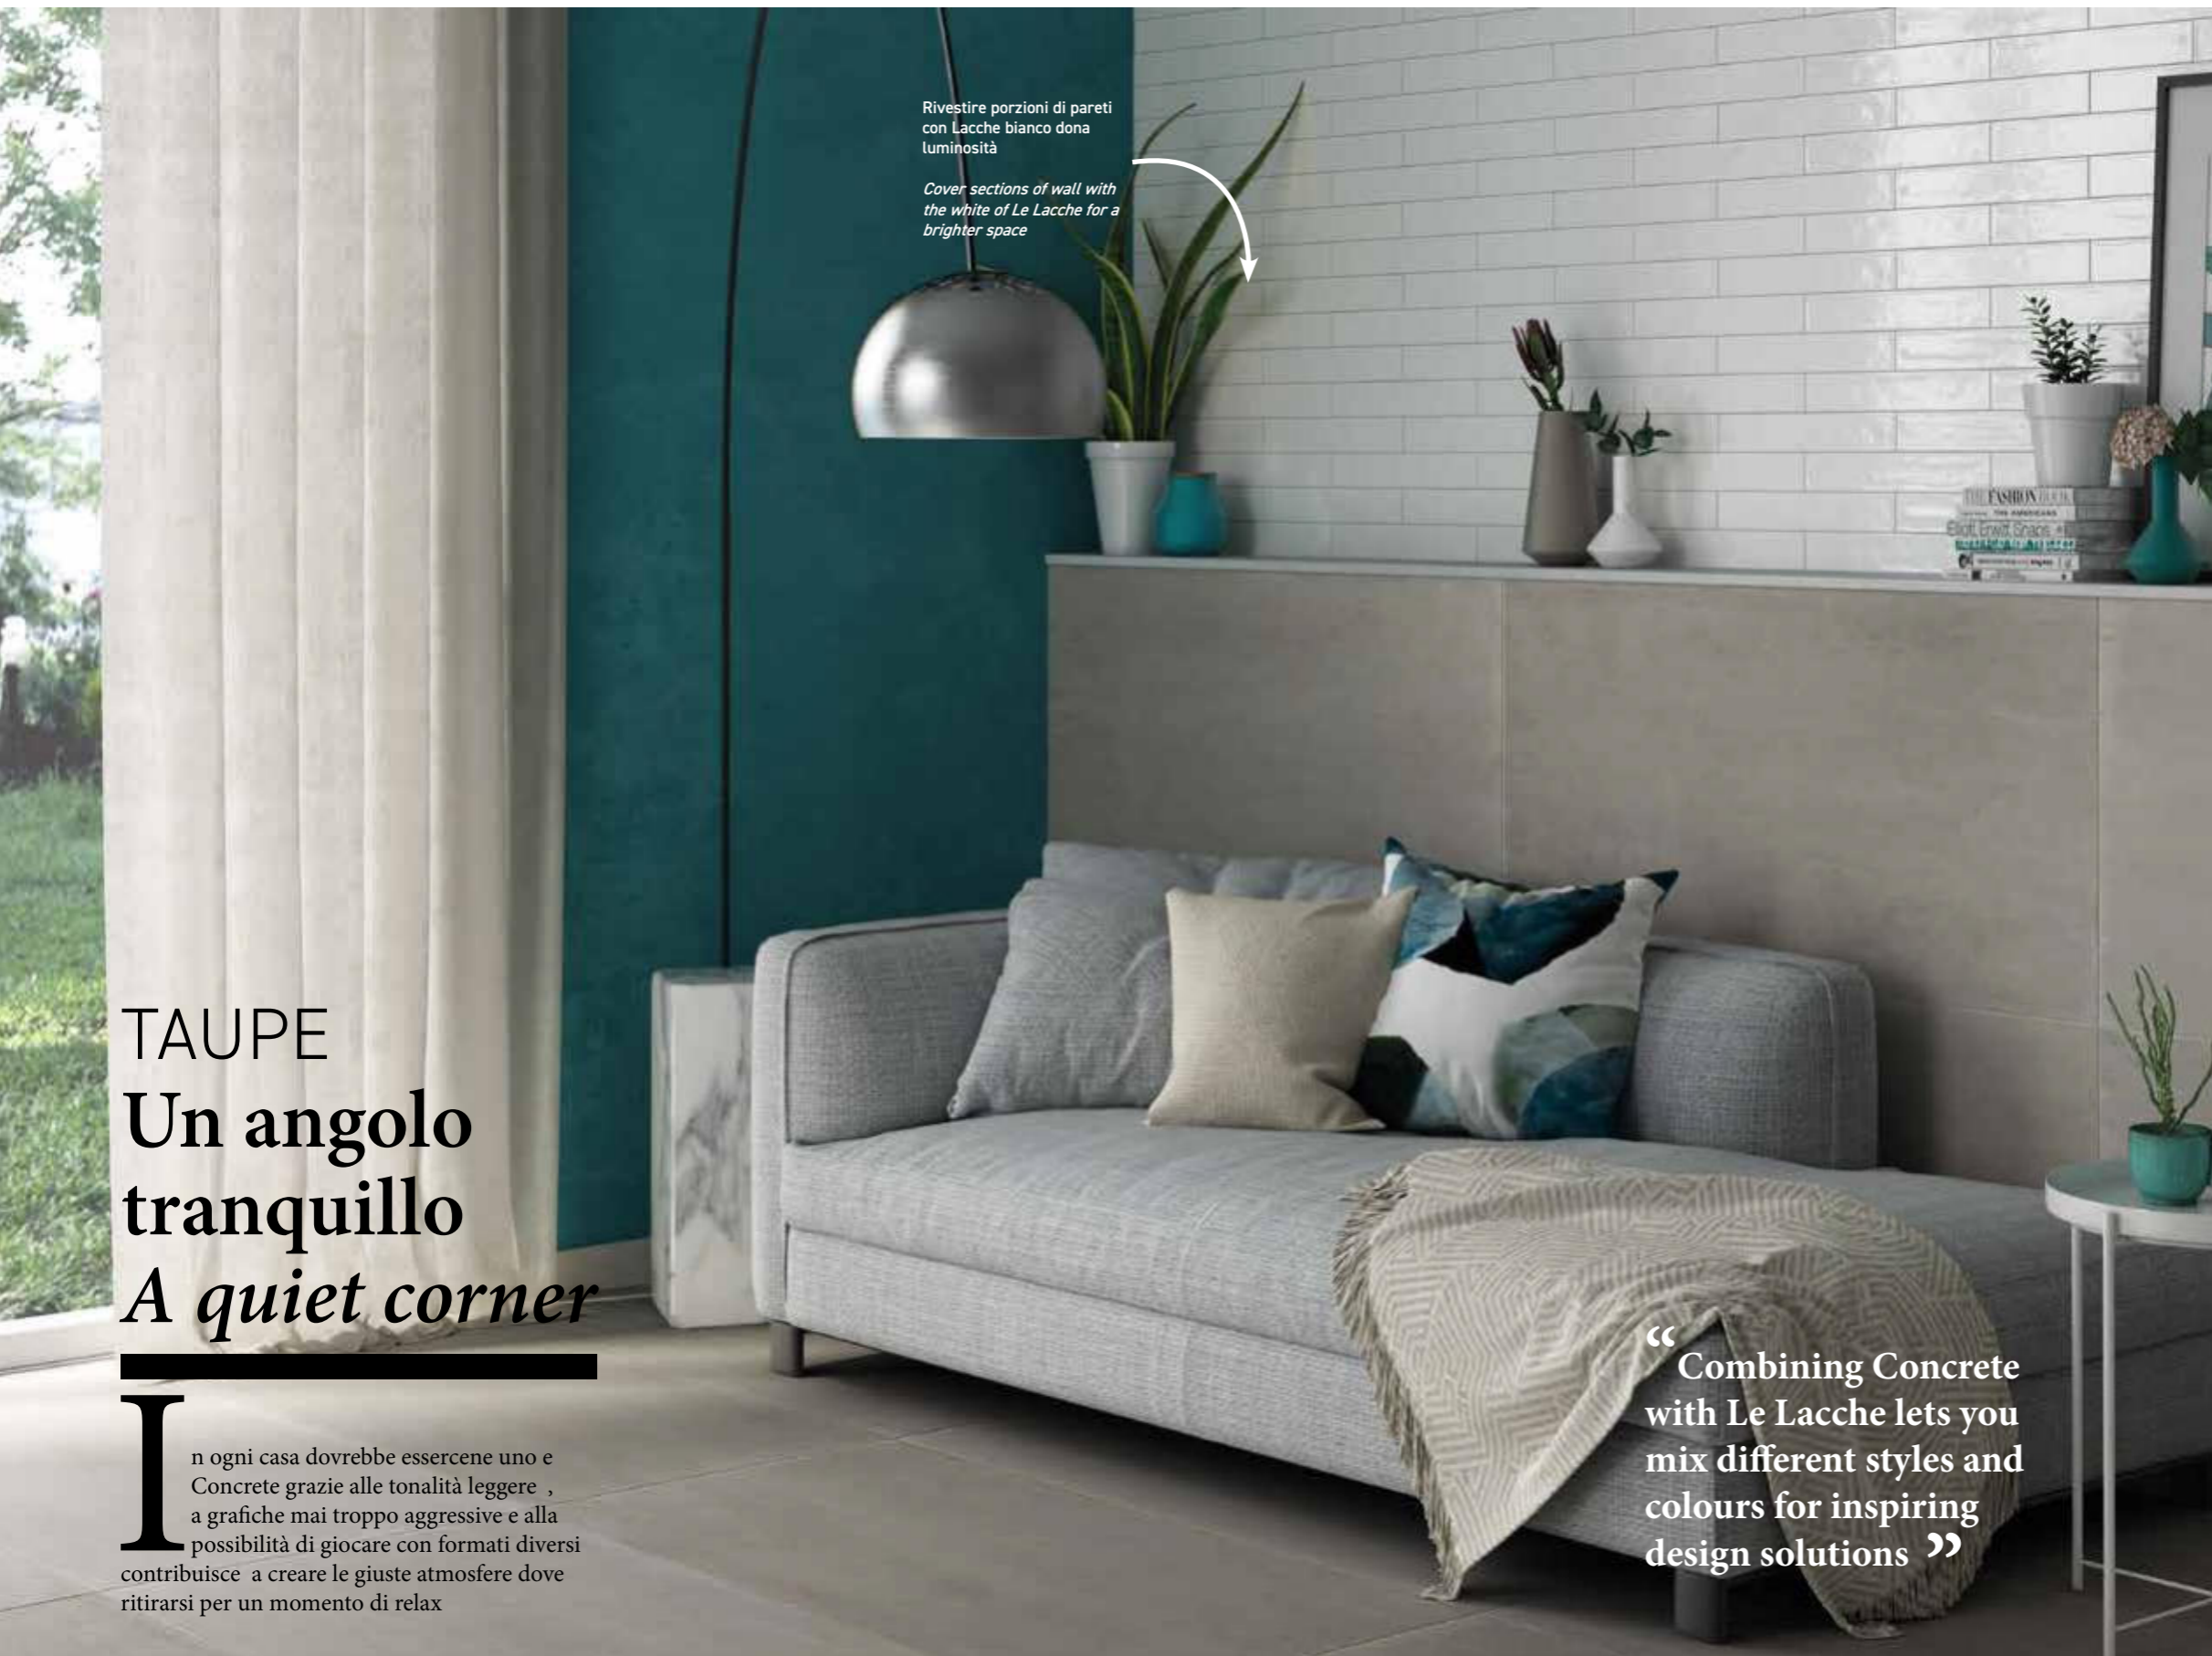 Rivestire porzioni di pareti
con Lacche bianco dona
luminosità
Cover sections of wall with
the white of Le Lacche for a
brighter space
THE FASHION BOOK
THE AMERICANS
Elliott Erwitt Snaps
TAUPE
Un angolo
tranquillo
A quiet corner
In ogni casa dovrebbe essercene uno e
Concrete grazie alle tonalità leggere ,
a grafiche mai troppo aggressive e alla
possibilità di giocare con formati diversi
contribuisce a creare le giuste atmosfere dove
ritirarsi per un momento di relax
“Combining Concrete
with Le Lacche lets you
mix different styles and
colours for inspiring
design solutions ”